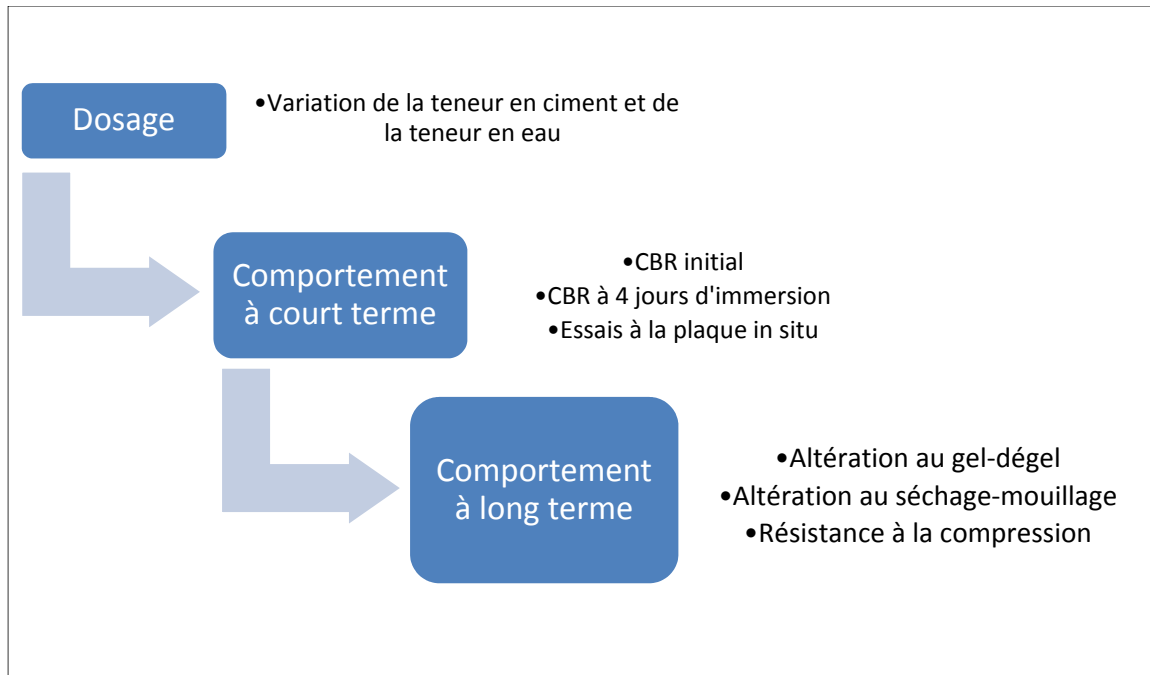 Dosage
•Variation de la teneur en ciment et de
la teneur en eau
Comportement
à court terme
•CBR initial
•CBR à 4 jours d'immersion
•Essais à la plaque in situ
Comportement
à long terme
•Altération au gel-dégel
•Altération au séchage-mouillage
•Résistance à la compression